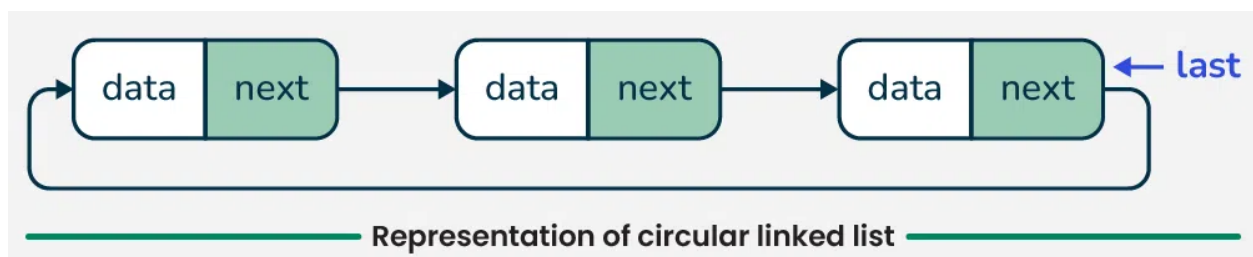 data next data next data next last
Representation of circular linked list